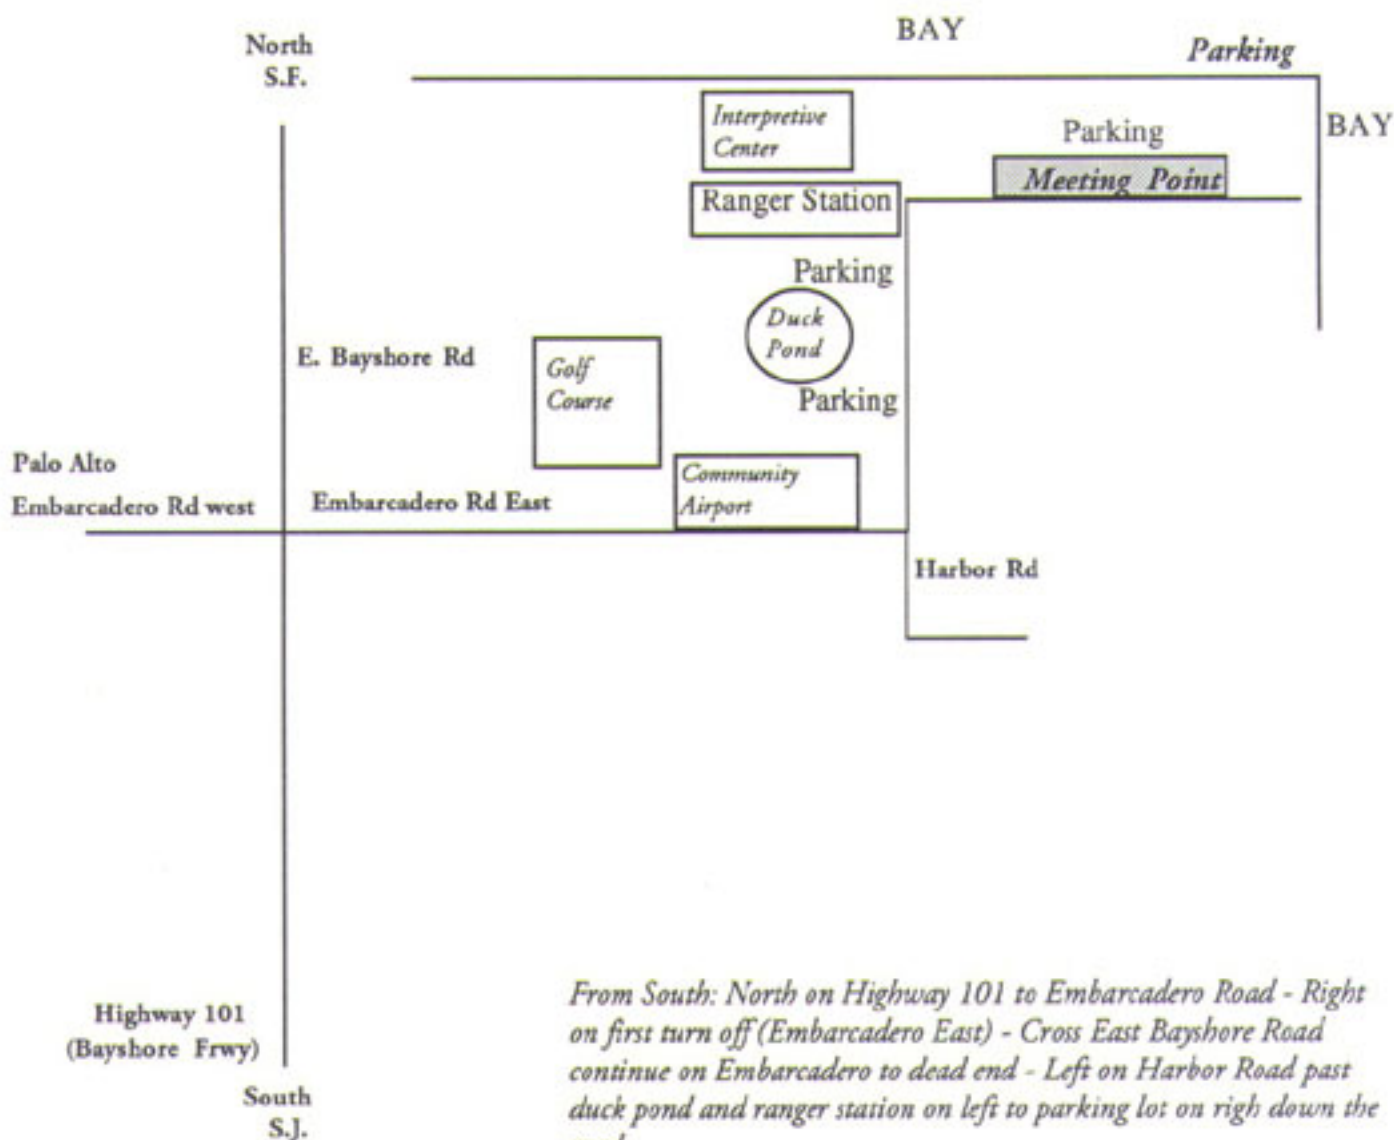 BAY
North
S.F.
Parking
BAY
Interpretive
Center
Parking
Meeting Point
Ranger Station
Parking
Duck
Pond
E. Bayshore Rd
Golf
Course
Parking
Palo Alto
Community
Airport
Embarcadero Rd west
Embarcadero Rd East
Harbor Rd
From South: North on Highway 101 to Embarcadero Road - Right
on first turn off (Embarcadero East) - Cross East Bayshore Road
continue on Embarcadero to dead end - Left on Harbor Road past
duck pond and ranger station on left to parking lot on righ down the
Highway 101
(Bayshore Frwy)
South
S.J.